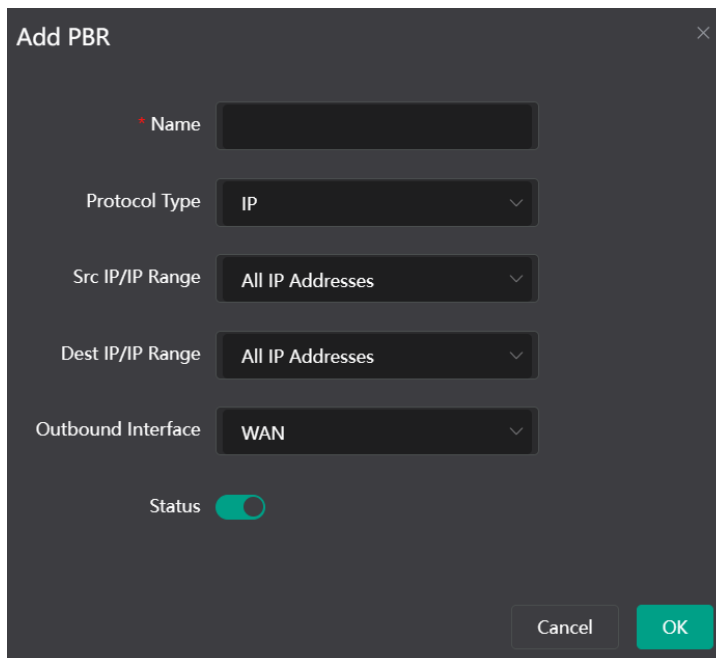 Add PBR
* Name
Protocol Type IP
Src IP/IP Range All IP Addresses
Dest IP/IP Range All IP Addresses
Outbound Interface WAN
Status
Cancel OK